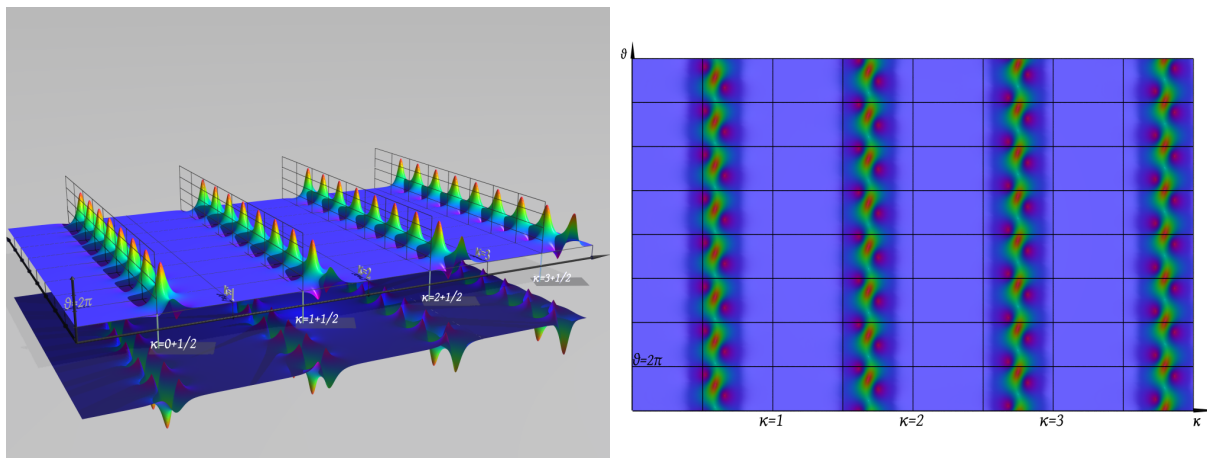 ϑ=2π
κ=0+1/2
κ=1+1/2
κ=2+1/2
κ=3+1/2
ϑ
ϑ=2π
κ=1
κ=2
κ=3
κ